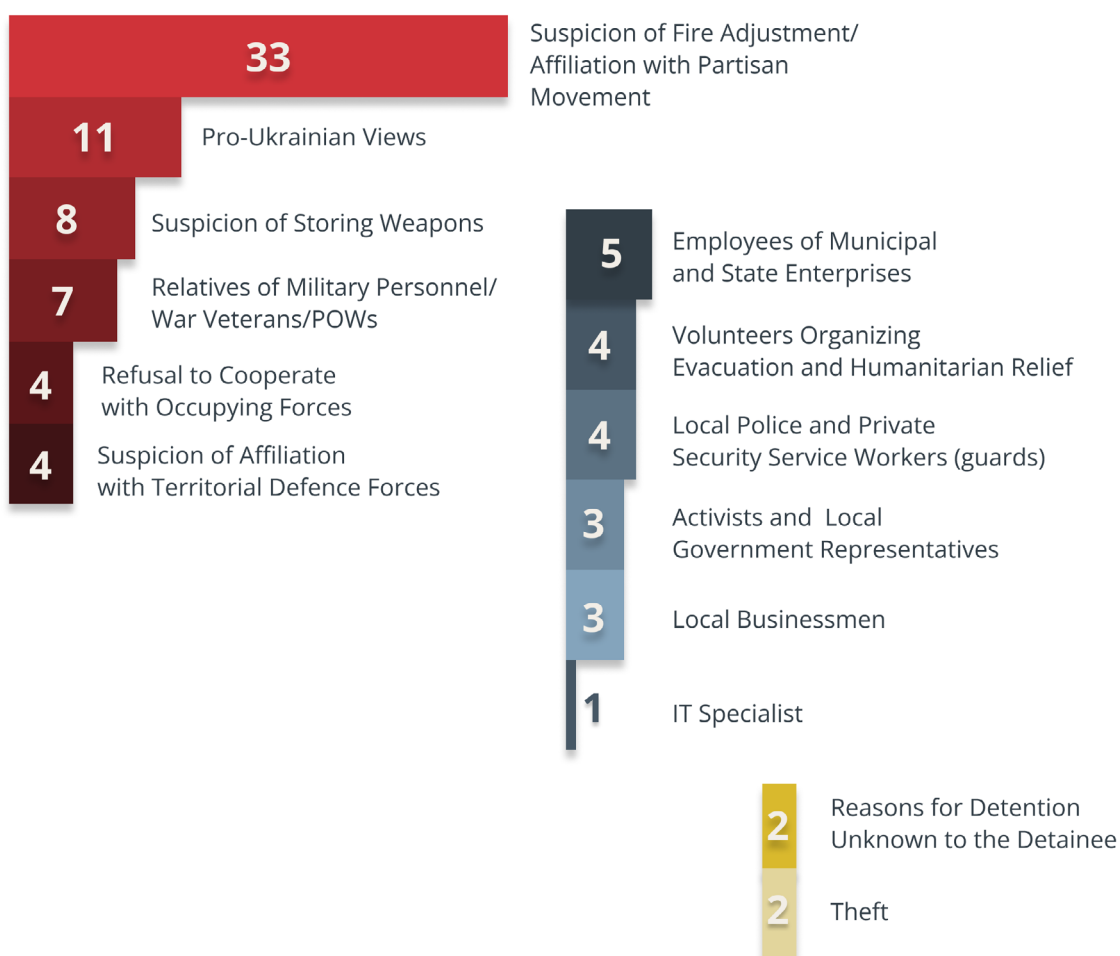 33
Suspicion of Fire Adjustment/
Affiliation with Partisan
Movement
11
Pro-Ukrainian Views
8
Suspicion of Storing Weapons
7
Relatives of Military Personnel/
War Veterans/POWs
4
Refusal to Cooperate
with Occupying Forces
4
Suspicion of Affiliation
with Territorial Defence Forces
5
Employees of Municipal
and State Enterprises
4
Volunteers Organizing
Evacuation and Humanitarian Relief
4
Local Police and Private
Security Service Workers (guards)
3
Activists and Local
Government Representatives
3
Local Businessmen
1
IT Specialist
2
Reasons for Detention
Unknown to the Detainee
2
Theft